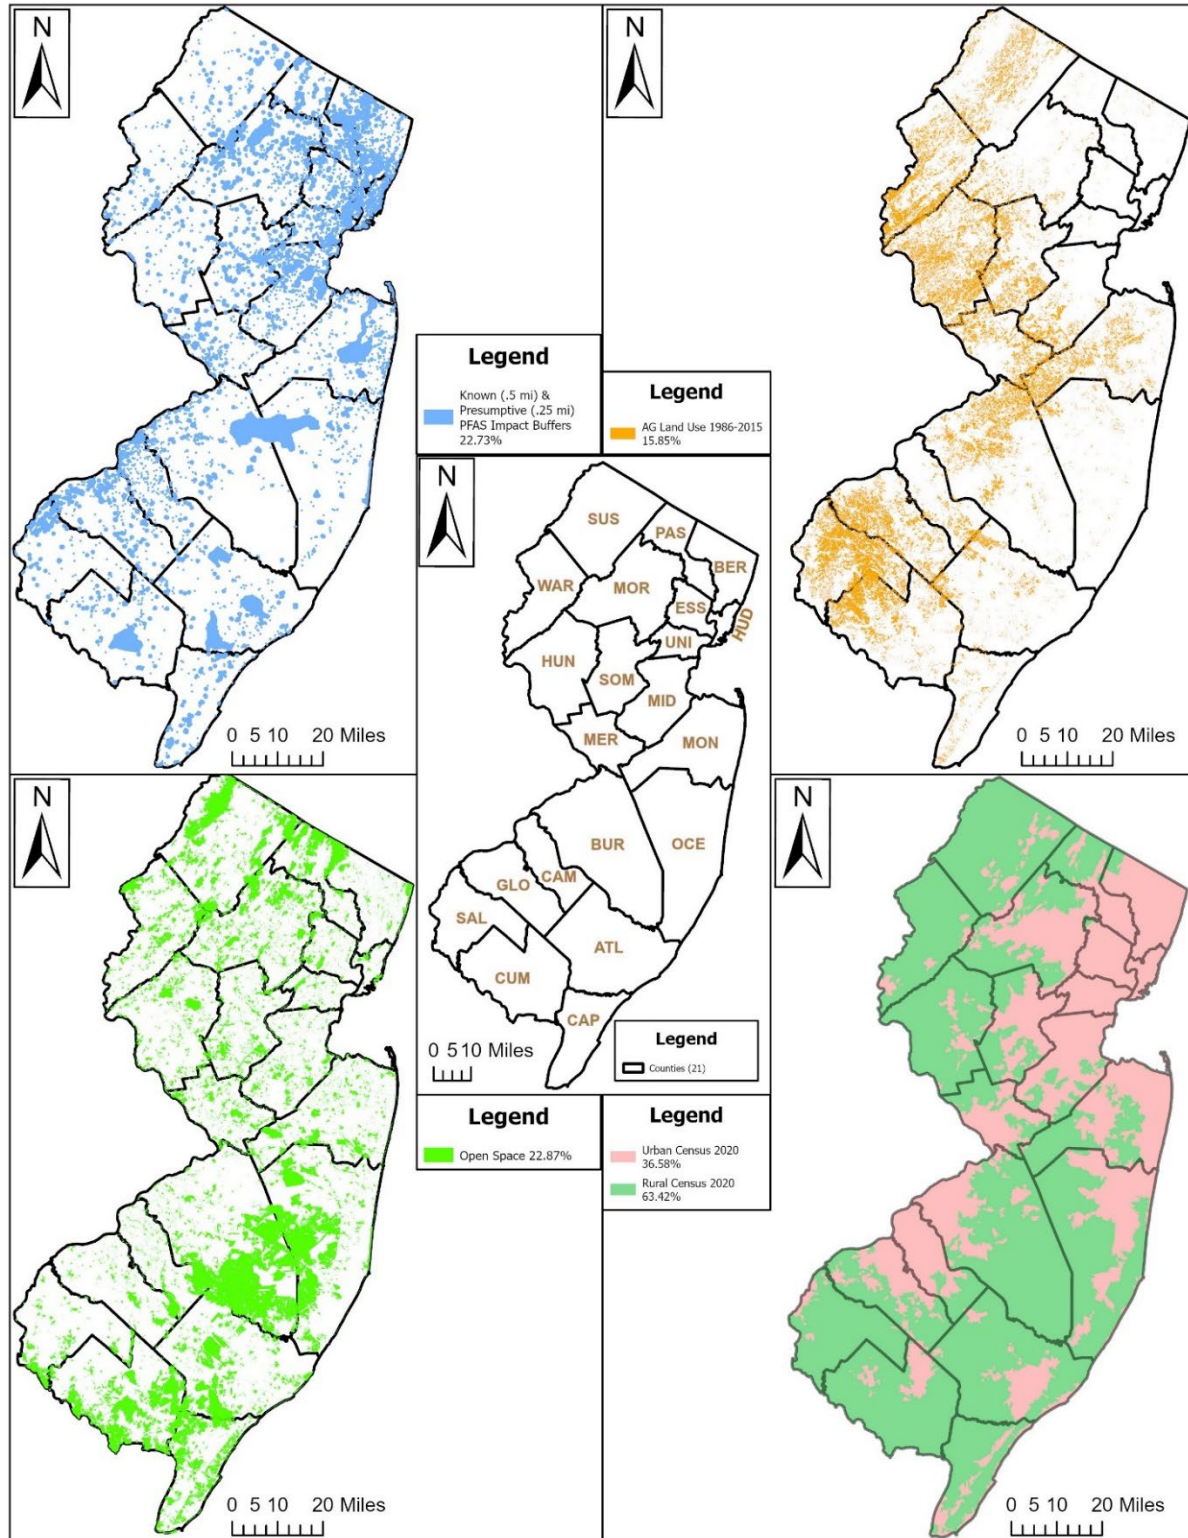 N
0 5 10 20 Miles
Legend
Known (.5 mi) &
Presumptive (.25 mi)
PFAS Impact Buffers
22.73%
N
0 5 10 20 Miles
Legend
AG Land Use 1986-2015
15.85%
N
SUS
PAS
BER
WAR
MOR
ESS
HUD
UNI
HUN
SOM
MID
MER
MON
BUR
OCE
CAM
GLO
SAL
ATL
CUM
CAP
0 5 10 Miles
Legend
Counties (21)
N
0 5 10 20 Miles
Legend
Open Space 22.87%
Legend
Urban Census 2020
36.58%
Rural Census 2020
63.42%
N
0 5 10 20 Miles